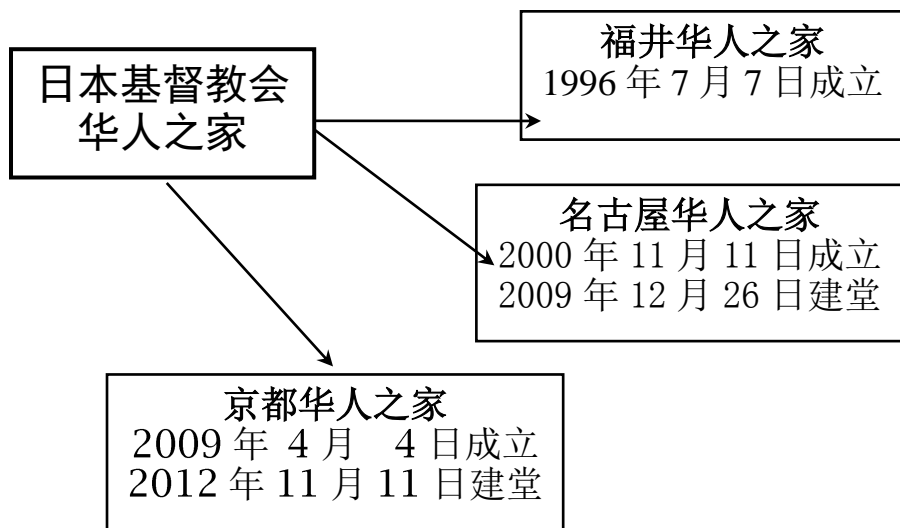 日本基督教会
华人之家
福井华人之家
1996 年 7 月 7 日成立
名古屋华人之家
2000 年 11 月 11 日成立
2009 年 12 月 26 日建堂
京都华人之家
2009 年 4 月 4 日成立
2012 年 11 月 11 日建堂